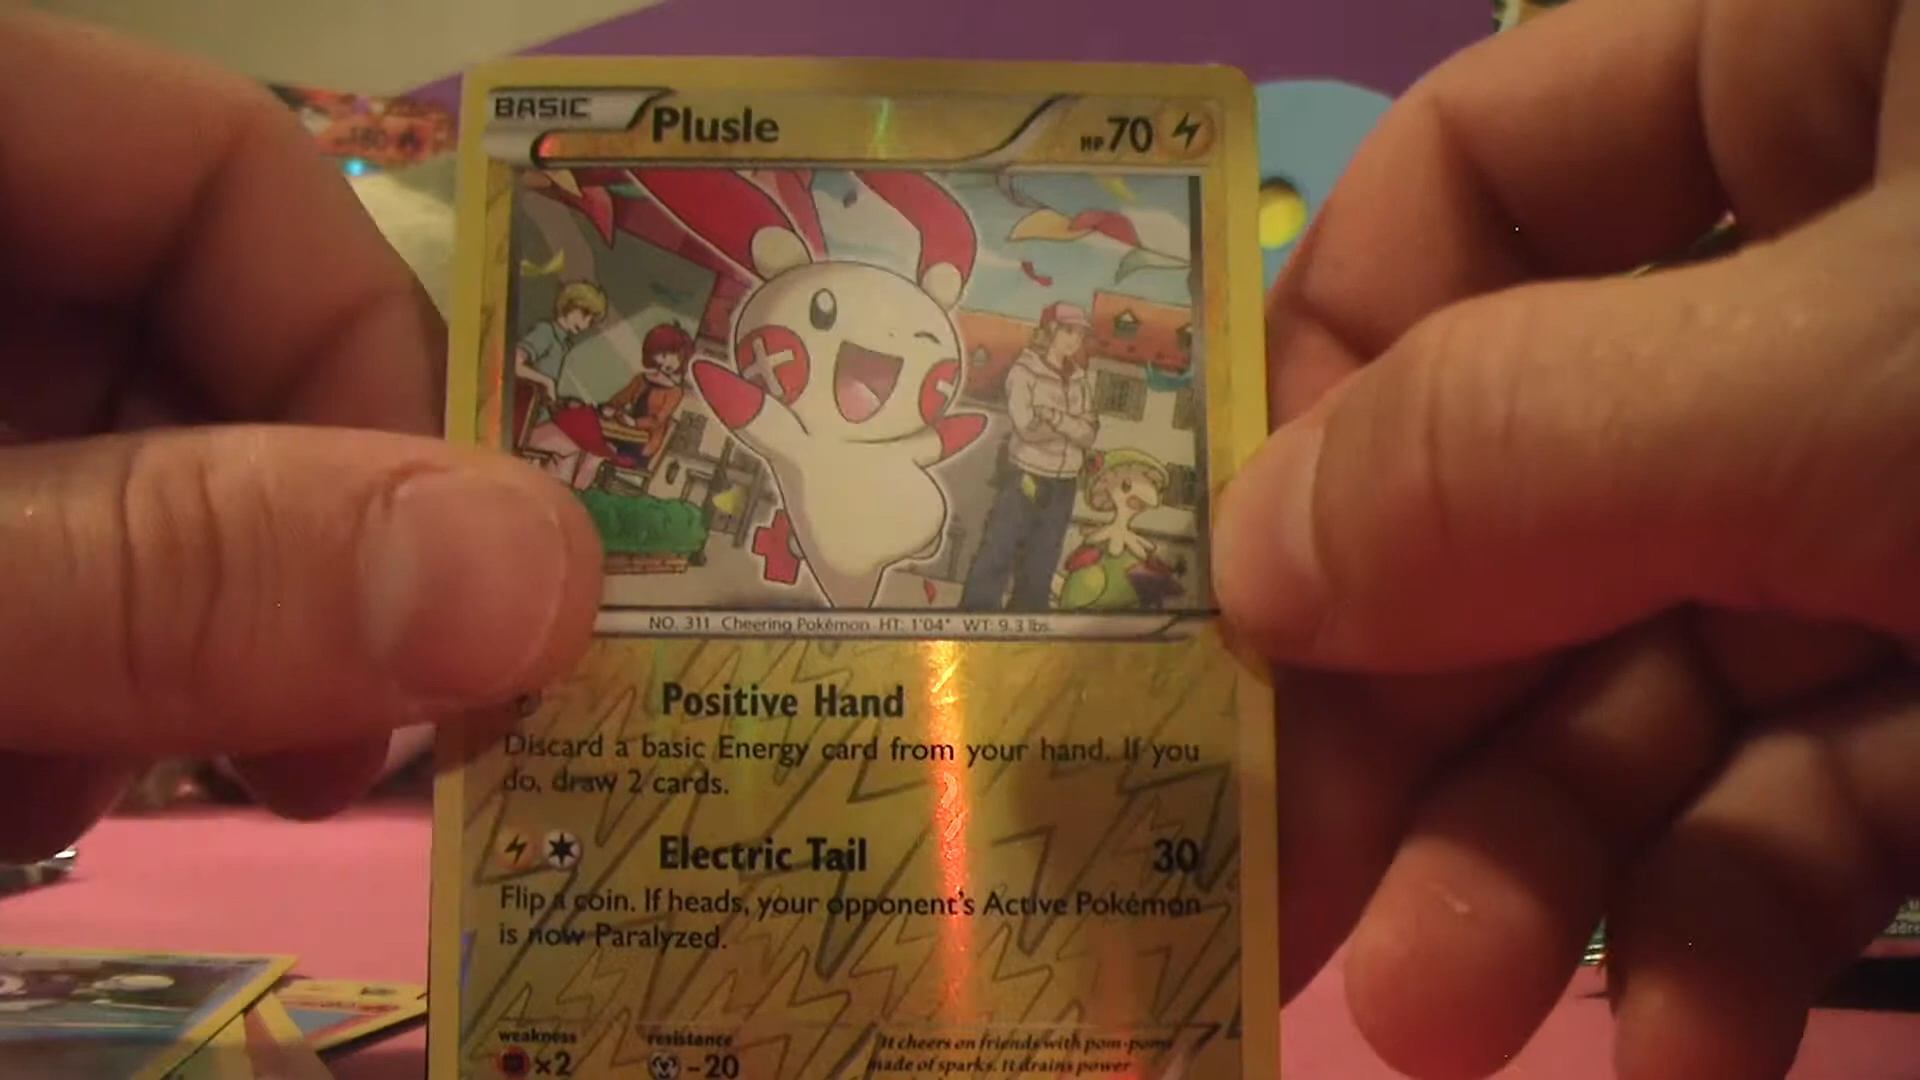 BASIC Plusle HP70
NO. 311 Cheering Pokémon HT: 1'04" WT: 9.3 lbs.
Positive Hand
Discard a basic Energy card from your hand. If you
do, draw 2 cards.
Electric Tail 30
Flip a coin. If heads, your opponent's Active Pokémon
is now Paralyzed.
weakness resistance
×2 -20
It cheers on friends with pom-poms
made of sparks. It drains power